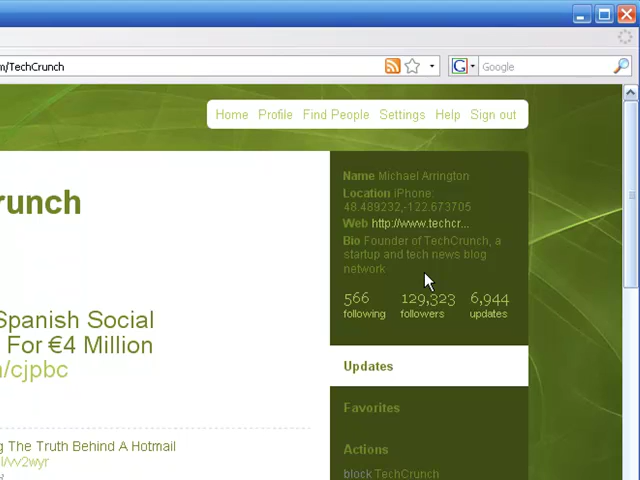 m/TechCrunch
G
Google
Home Profile Find People Settings Help Sign out
Name Michael Arrington
Location iPhone:
48.489232,-122.673705
Web http://www.techcr...
Bio Founder of TechCrunch, a
startup and tech news blog
network
566 129,323 6,944
following followers updates
Updates
Favorites
Actions
block TechCrunch
runch
Spanish Social
For €4 Million
/cjpbc
g The Truth Behind A Hotmail